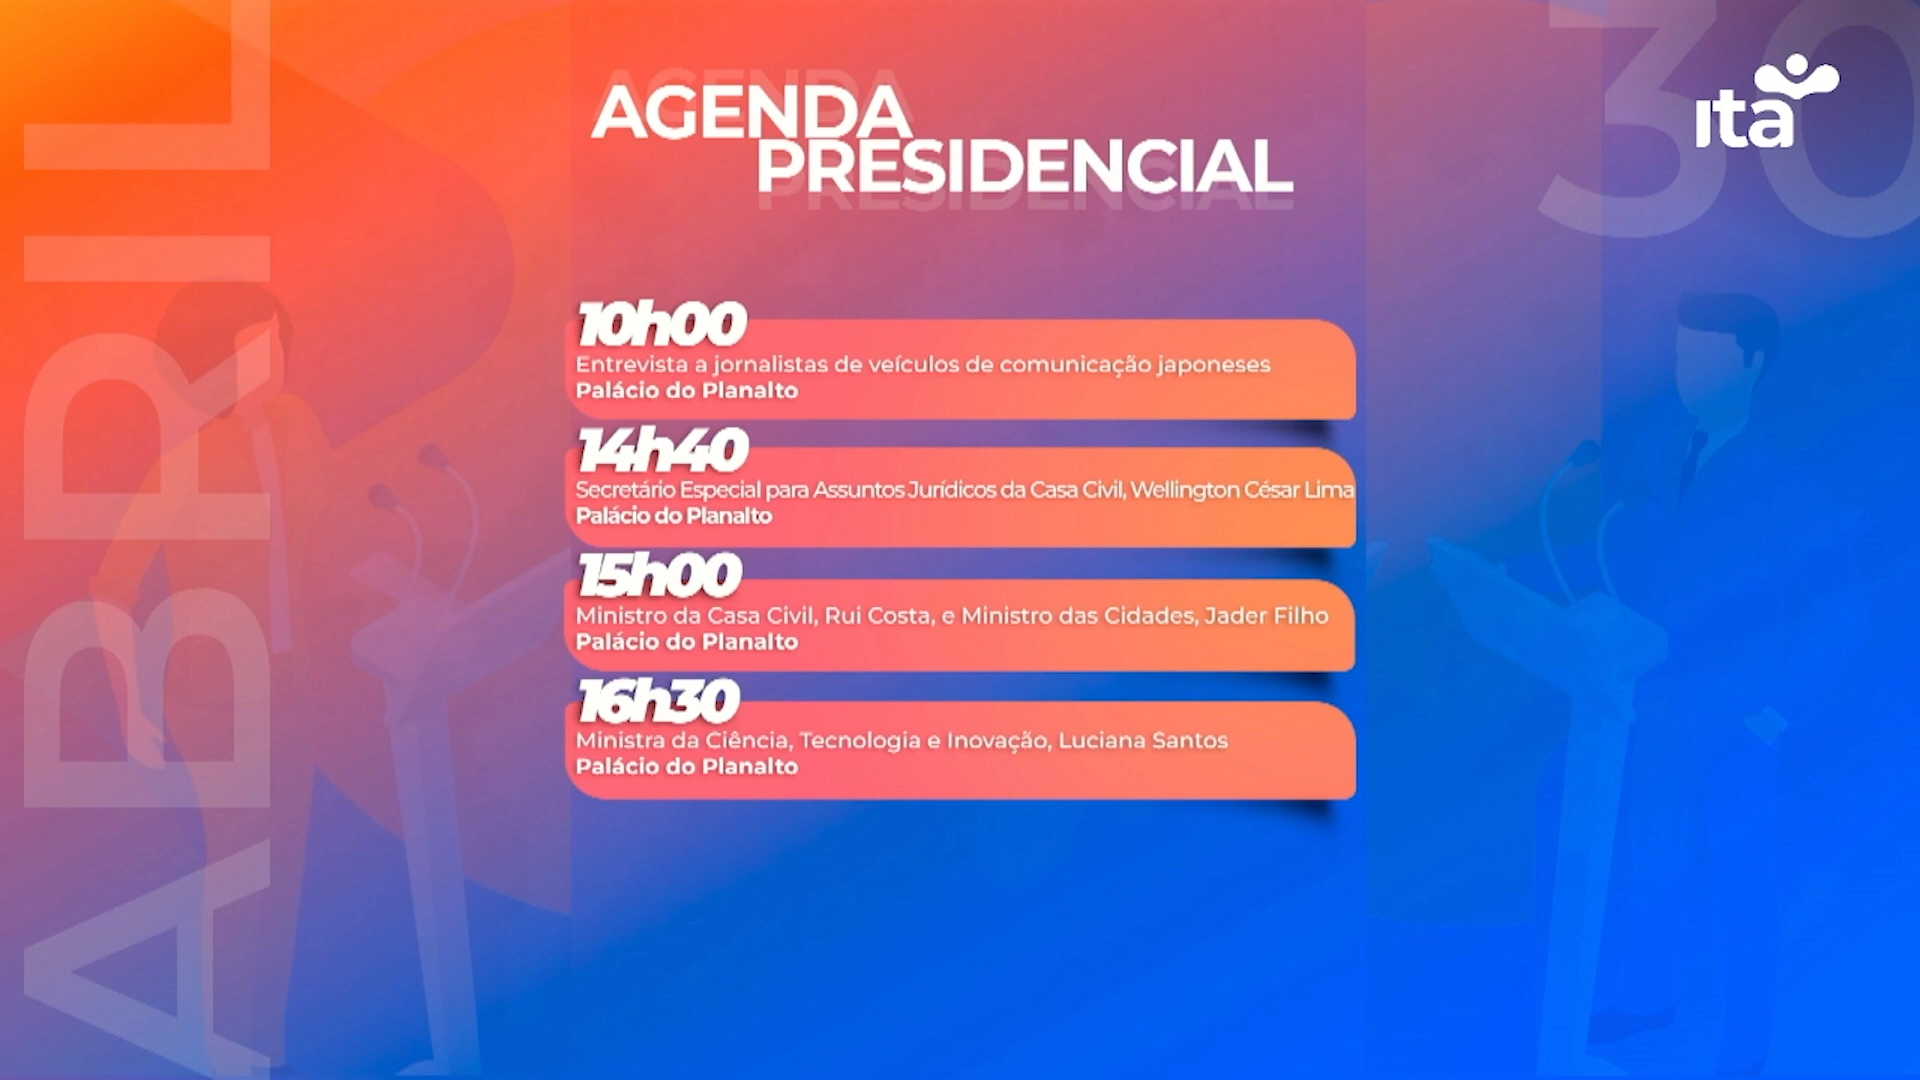 ABRIL
30
ita
AGENDA
PRESIDENCIAL
10h00
Entrevista a jornalistas de veículos de comunicação japoneses
Palácio do Planalto
14h40
Secretário Especial para Assuntos Jurídicos da Casa Civil, Wellington César Lima
Palácio do Planalto
15h00
Ministro da Casa Civil, Rui Costa, e Ministro das Cidades, Jader Filho
Palácio do Planalto
16h30
Ministra da Ciência, Tecnologia e Inovação, Luciana Santos
Palácio do Planalto